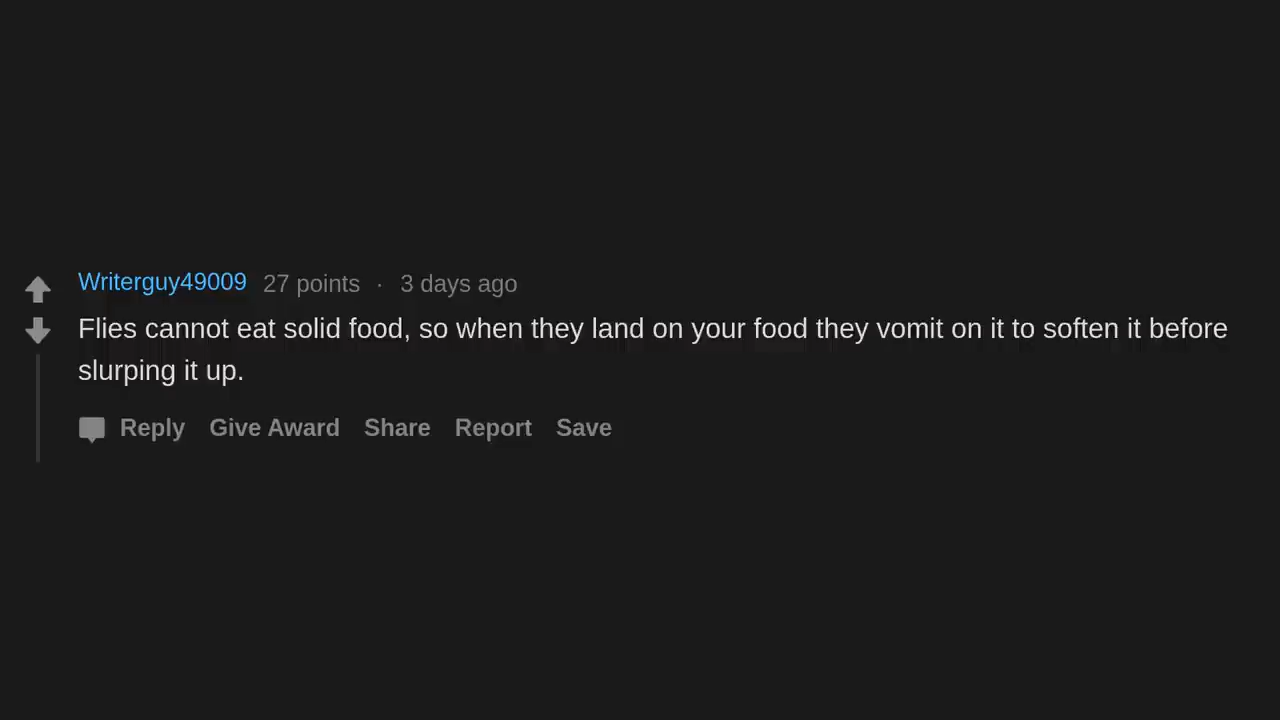 Writerguy49009 27 points · 3 days ago
Flies cannot eat solid food, so when they land on your food they vomit on it to soften it before
slurping it up.
Reply Give Award Share Report Save